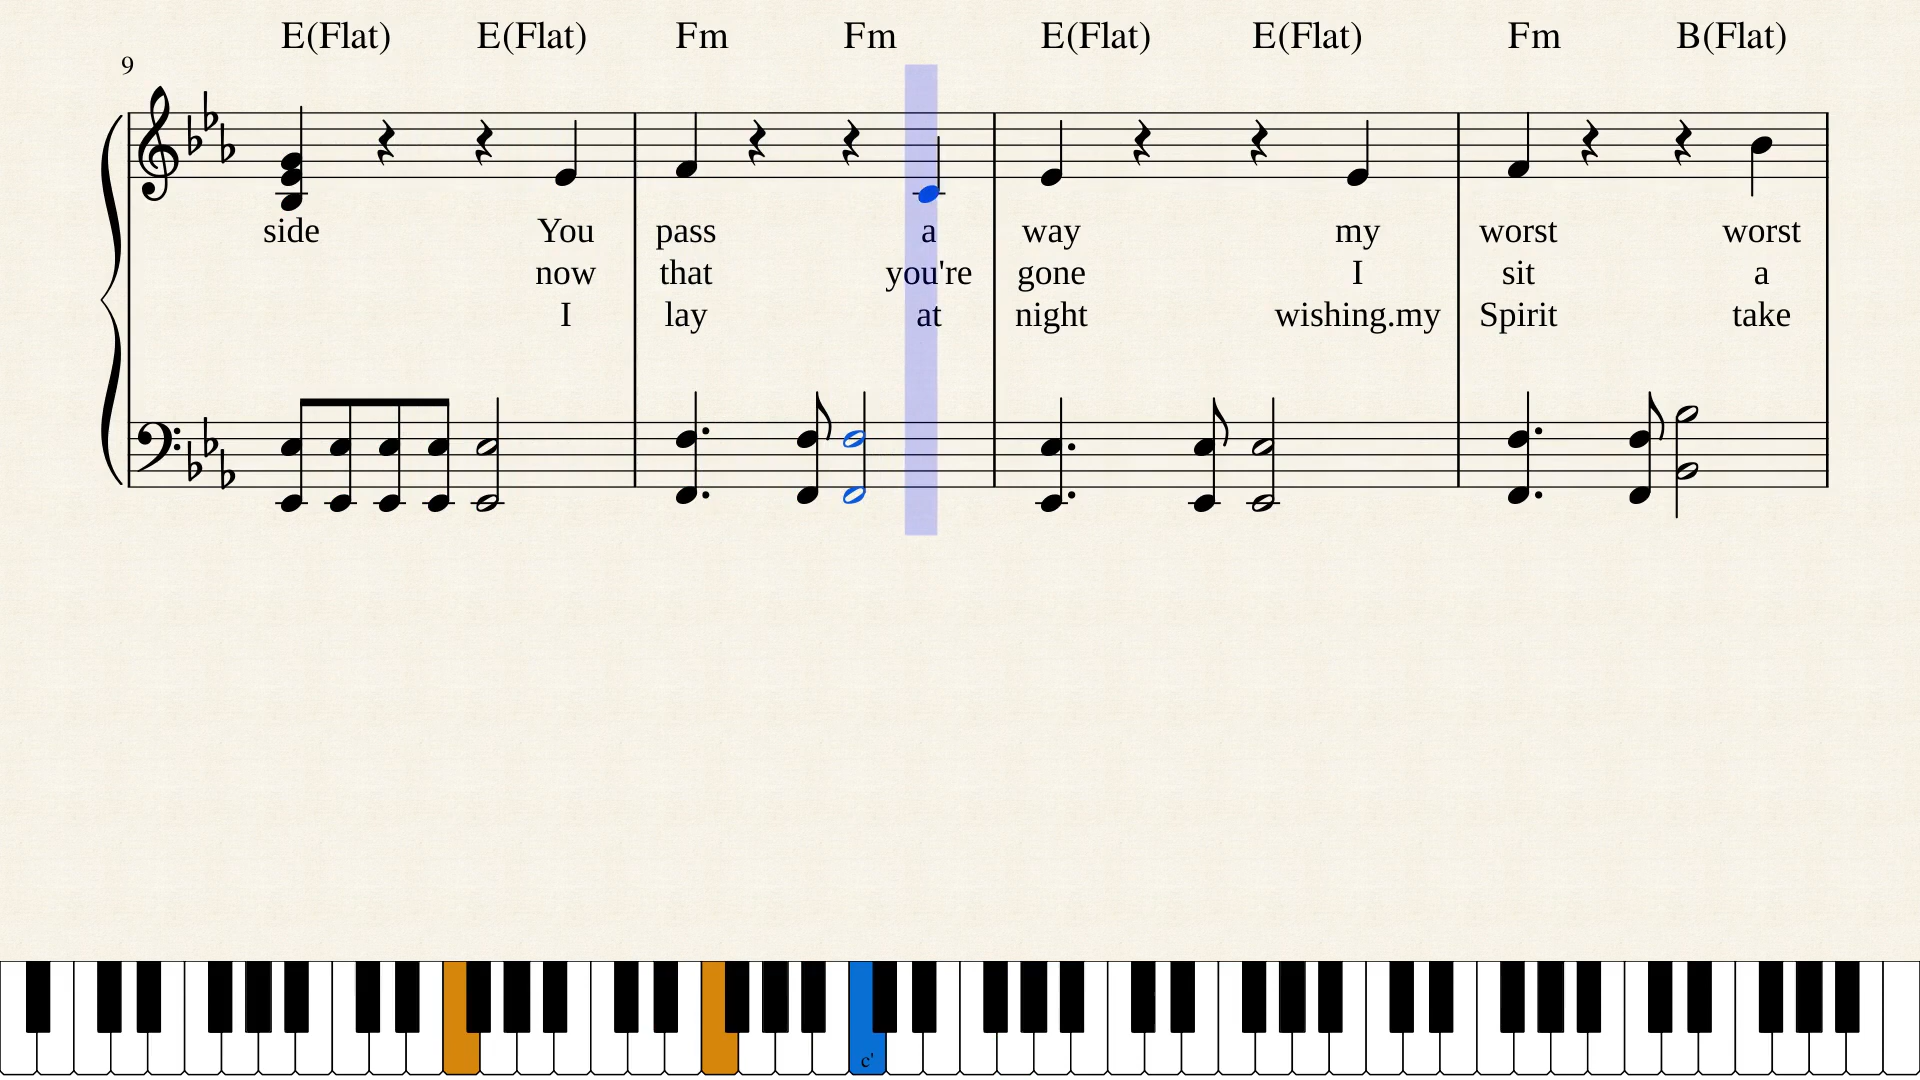 E(Flat) E(Flat) Fm Fm E(Flat) E(Flat) Fm B(Flat)
9
side You pass a way my worst worst
now that you're gone I sit a
I lay at night wishing.my Spirit take
c'